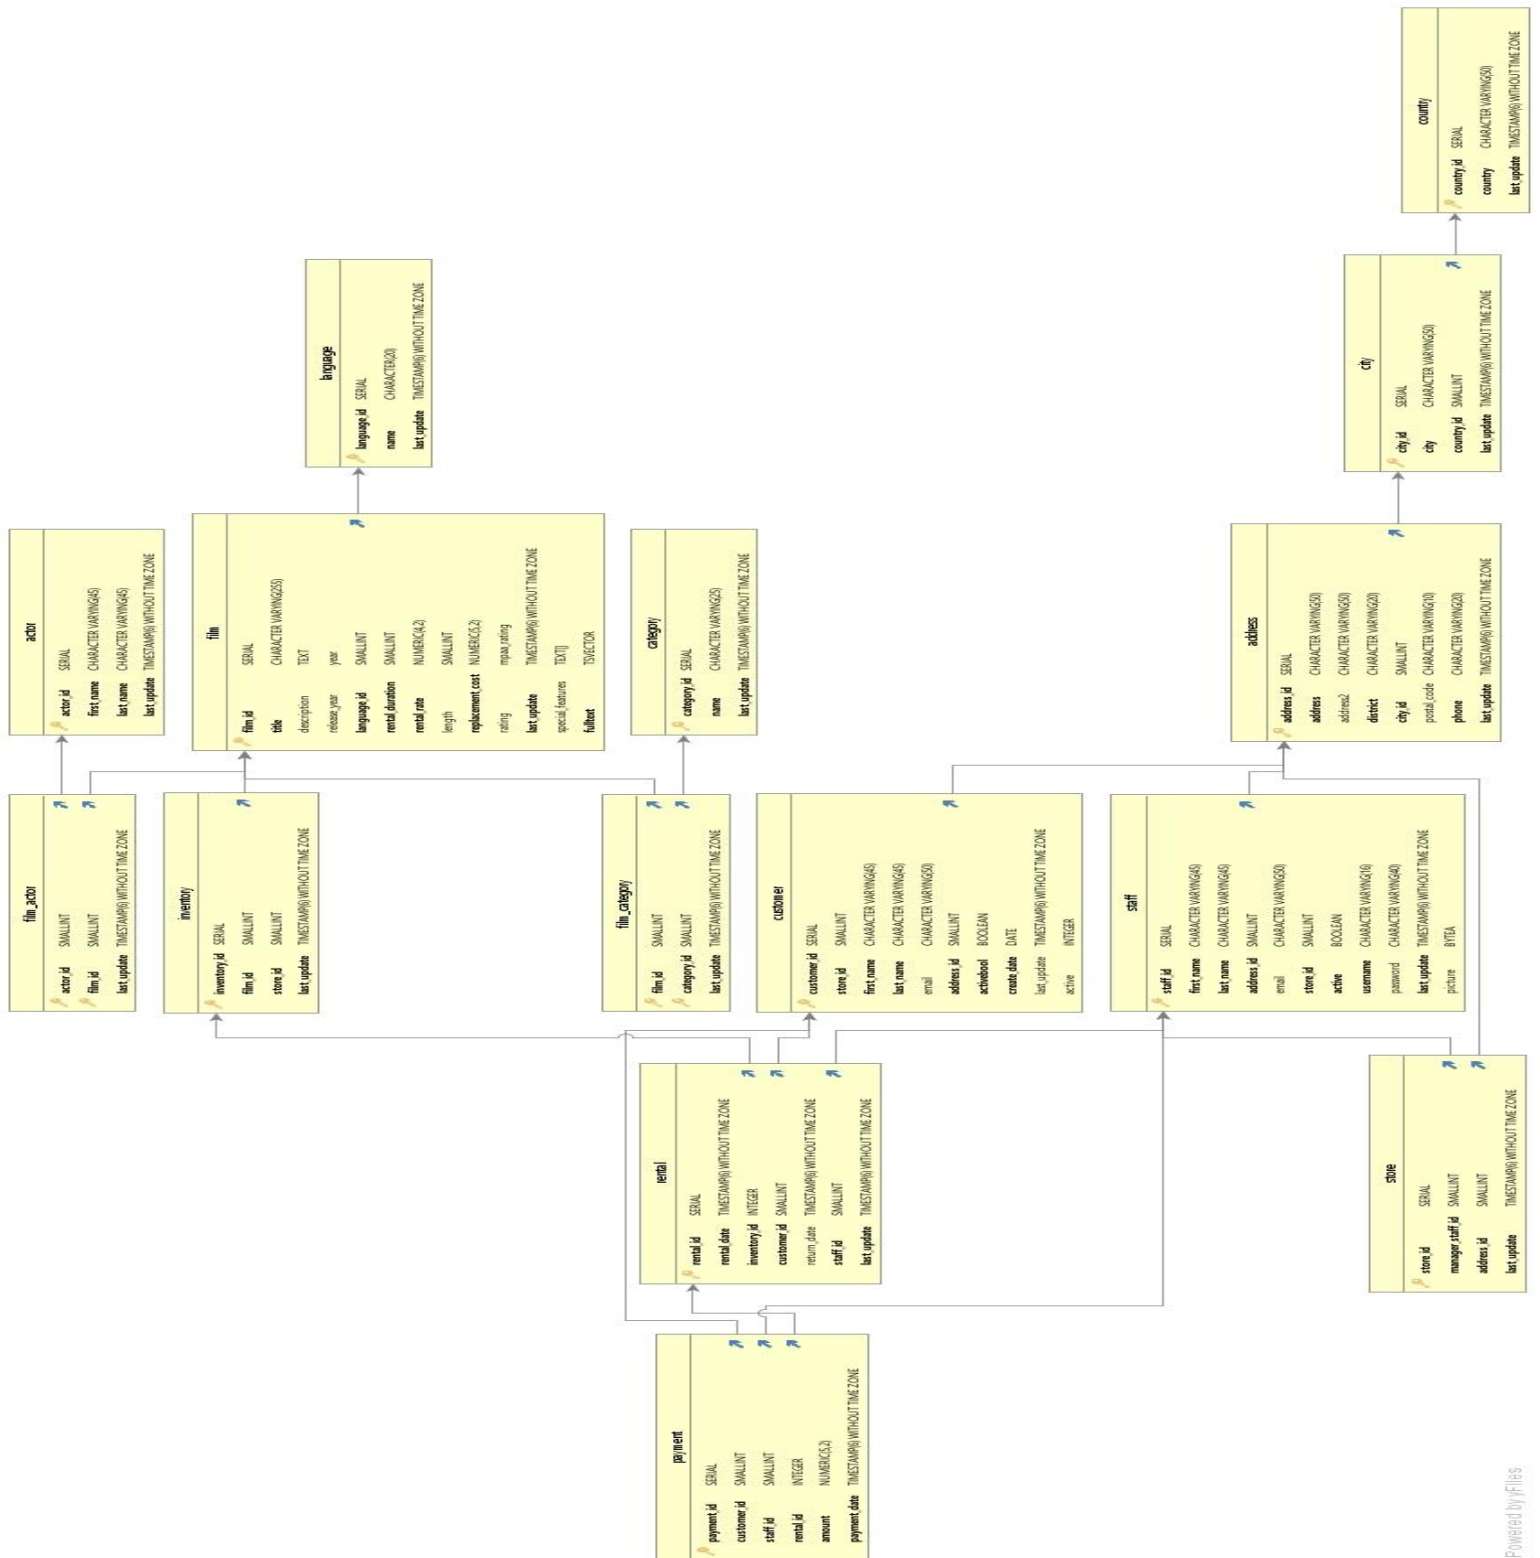 country
country_id SERIAL
country CHARACTER VARYING(50)
last_update TIMESTAMP(6) WITHOUT TIME ZONE
language
language_id SERIAL
name CHARACTER(20)
last_update TIMESTAMP(6) WITHOUT TIME ZONE
city
city_id SERIAL
city CHARACTER VARYING(50)
country_id SMALLINT
last_update TIMESTAMP(6) WITHOUT TIME ZONE
actor
actor_id SERIAL
first_name CHARACTER VARYING(45)
last_name CHARACTER VARYING(45)
last_update TIMESTAMP(6) WITHOUT TIME ZONE
film
film_id SERIAL
title CHARACTER VARYING(255)
description TEXT
release_year year
language_id SMALLINT
rental_duration SMALLINT
rental_rate NUMERIC(4,2)
length SMALLINT
replacement_cost NUMERIC(5,2)
rating mpaa_rating
last_update TIMESTAMP(6) WITHOUT TIME ZONE
special_features TEXT[]
fulltext TSVECTOR
category
category_id SERIAL
name CHARACTER VARYING(25)
last_update TIMESTAMP(6) WITHOUT TIME ZONE
address
address_id SERIAL
address CHARACTER VARYING(50)
address2 CHARACTER VARYING(50)
district CHARACTER VARYING(20)
city_id SMALLINT
postal_code CHARACTER VARYING(10)
phone CHARACTER VARYING(20)
last_update TIMESTAMP(6) WITHOUT TIME ZONE
film_actor
actor_id SMALLINT
film_id SMALLINT
last_update TIMESTAMP(6) WITHOUT TIME ZONE
inventory
inventory_id SERIAL
film_id SMALLINT
store_id SMALLINT
last_update TIMESTAMP(6) WITHOUT TIME ZONE
film_category
film_id SMALLINT
category_id SMALLINT
last_update TIMESTAMP(6) WITHOUT TIME ZONE
customer
customer_id SERIAL
store_id SMALLINT
first_name CHARACTER VARYING(45)
last_name CHARACTER VARYING(45)
email CHARACTER VARYING(50)
address_id SMALLINT
activebool BOOLEAN
create_date DATE
last_update TIMESTAMP(6) WITHOUT TIME ZONE
active INTEGER
staff
staff_id SERIAL
first_name CHARACTER VARYING(45)
last_name CHARACTER VARYING(45)
address_id SMALLINT
email CHARACTER VARYING(50)
store_id SMALLINT
active BOOLEAN
username CHARACTER VARYING(16)
password CHARACTER VARYING(40)
last_update TIMESTAMP(6) WITHOUT TIME ZONE
picture BYTEA
rental
rental_id SERIAL
rental_date TIMESTAMP(6) WITHOUT TIME ZONE
inventory_id INTEGER
customer_id SMALLINT
return_date TIMESTAMP(6) WITHOUT TIME ZONE
staff_id SMALLINT
last_update TIMESTAMP(6) WITHOUT TIME ZONE
store
store_id SERIAL
manager_staff_id SMALLINT
address_id SMALLINT
last_update TIMESTAMP(6) WITHOUT TIME ZONE
payment
payment_id SERIAL
customer_id SMALLINT
staff_id SMALLINT
rental_id INTEGER
amount NUMERIC(5,2)
payment_date TIMESTAMP(6) WITHOUT TIME ZONE
Powered by yFiles